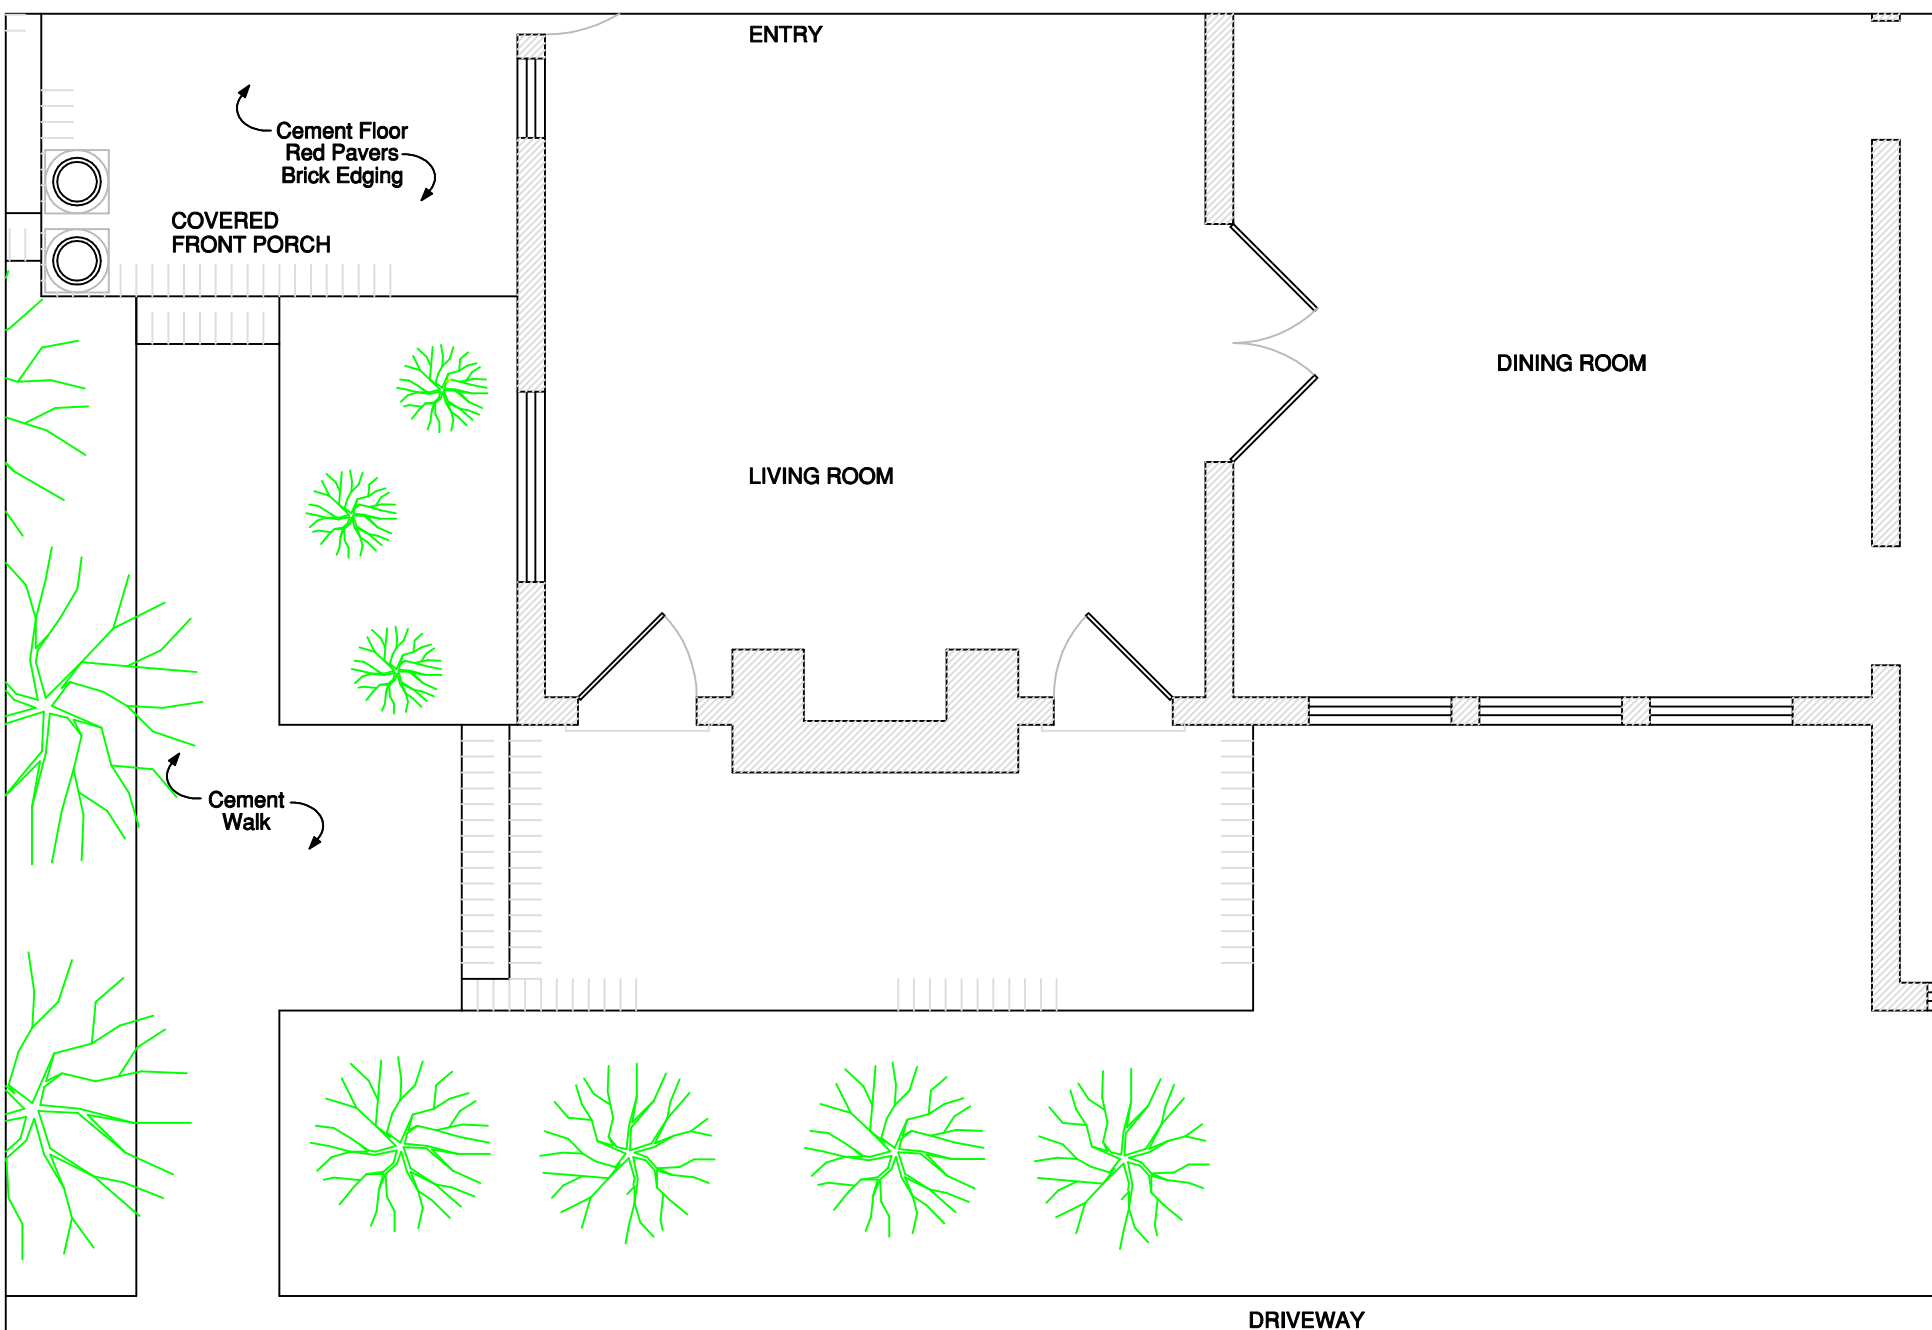 ENTRY
Cement Floor
Red Pavers
Brick Edging
COVERED
FRONT PORCH
DINING ROOM
LIVING ROOM
Cement
Walk
DRIVEWAY